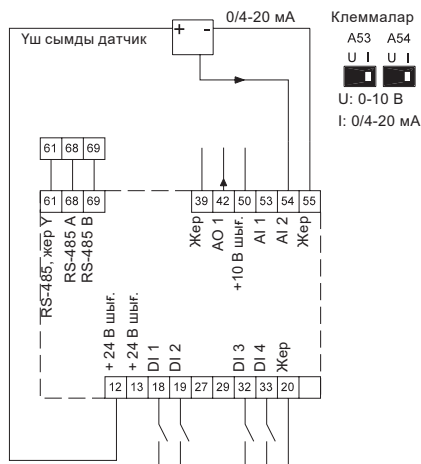 0/4-20 мА
Клеммалар
Үш сымды датчик
+ -
A53 A54
U I U I
U: 0-10 В
I: 0/4-20 мА
61 68 69
61 68 69
39 42 50 53 54 55
RS-485, жер Y
RS-485 A
RS-485 B
Жер
AO 1
+10 В шығ.
AI 1
AI 2
Жер
+ 24 В шығ.
+ 24 В шығ.
DI 1
DI 2
DI 3
DI 4
Жер
12 13 18 19 27 29 32 33 20